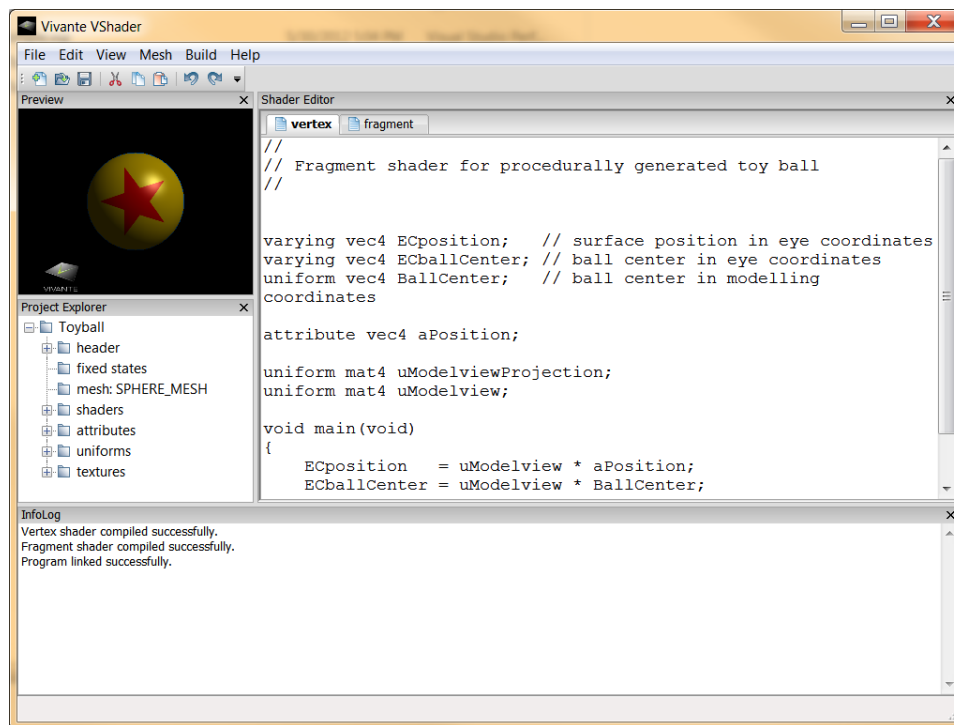 Vivante VShader
File Edit View Mesh Build Help
Preview
VIVANTE
Project Explorer
Toyball
header
fixed states
mesh: SPHERE_MESH
shaders
attributes
uniforms
textures
Shader Editor
vertex fragment
//
// Fragment shader for procedurally generated toy ball
//
varying vec4 ECposition;   // surface position in eye coordinates
varying vec4 ECballCenter; // ball center in eye coordinates
uniform vec4 BallCenter;   // ball center in modelling
coordinates
attribute vec4 aPosition;
uniform mat4 uModelviewProjection;
uniform mat4 uModelview;
void main(void)
{
    ECposition   = uModelview * aPosition;
    ECballCenter = uModelview * BallCenter;
InfoLog
Vertex shader compiled successfully.
Fragment shader compiled successfully.
Program linked successfully.